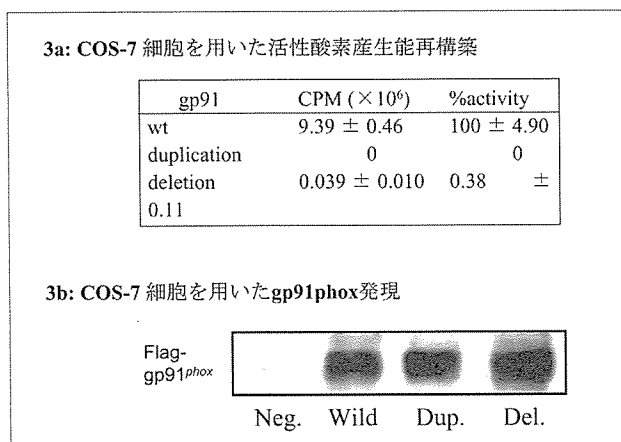 3a: COS-7 細胞を用いた活性酸素産生能再構築
gp91 CPM (×10⁶) %activity
wt 9.39 ± 0.46 100 ± 4.90
duplication 0 0
deletion 0.039 ± 0.010 0.38 ±
0.11
3b: COS-7 細胞を用いたgp91phox発現
Flag-
gp91phox
Neg. Wild Dup. Del.